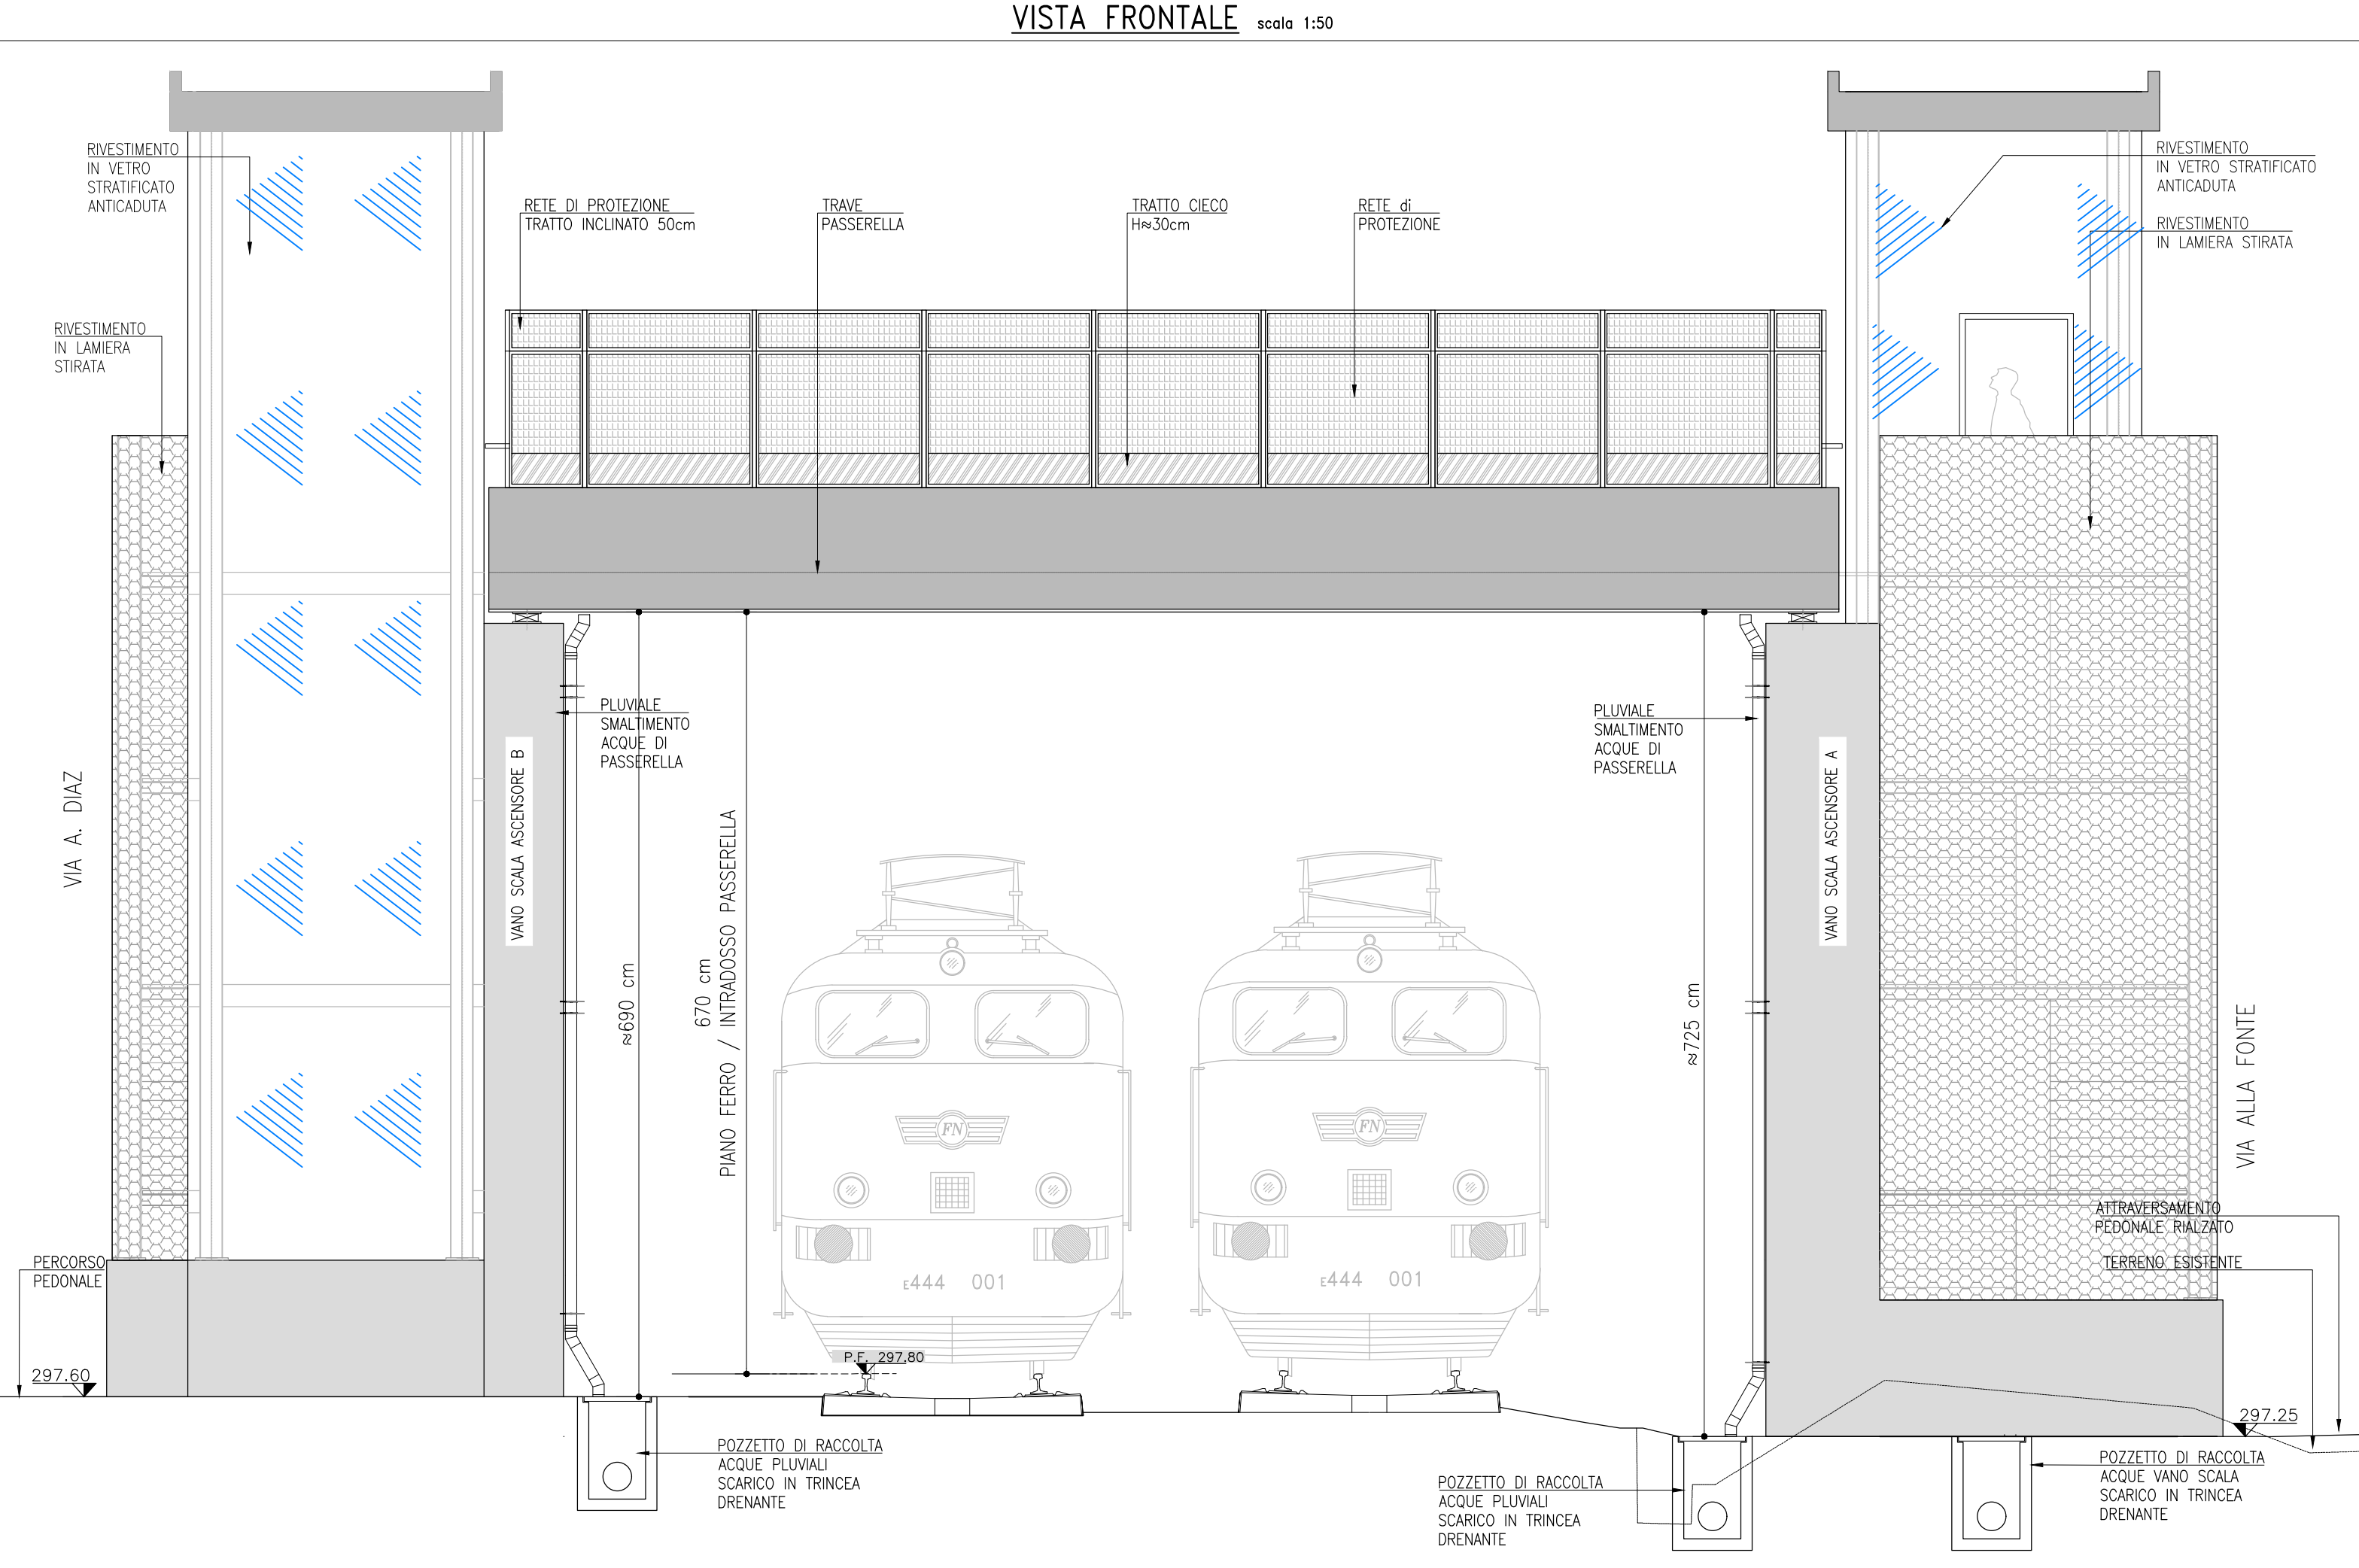 VISTA FRONTALE scala 1:50
RIVESTIMENTO
IN VETRO
STRATIFICATO
ANTICADUTA
RIVESTIMENTO
IN LAMIERA
STIRATA
RETE DI PROTEZIONE
TRATTO INCLINATO 50cm
TRAVE
PASSERELLA
TRATTO CIECO
H≈30cm
RETE di
PROTEZIONE
RIVESTIMENTO
IN VETRO STRATIFICATO
ANTICADUTA
RIVESTIMENTO
IN LAMIERA STIRATA
VIA A. DIAZ
VANO SCALA ASCENSORE B
PLUVIALE
SMALTIMENTO
ACQUE DI
PASSERELLA
≈690 cm
670 cm
PIANO FERRO / INTRADOSSO PASSERELLA
PLUVIALE
SMALTIMENTO
ACQUE DI
PASSERELLA
≈725 cm
VANO SCALA ASCENSORE A
VIA ALLA FONTE
FN
E444 001
FN
E444 001
P.F. 297.80
PERCORSO
PEDONALE
297.60
ATTRAVERSAMENTO
PEDONALE RIALZATO
TERRENO ESISTENTE
297.25
POZZETTO DI RACCOLTA
ACQUE PLUVIALI
SCARICO IN TRINCEA
DRENANTE
POZZETTO DI RACCOLTA
ACQUE PLUVIALI
SCARICO IN TRINCEA
DRENANTE
POZZETTO DI RACCOLTA
ACQUE VANO SCALA
SCARICO IN TRINCEA
DRENANTE